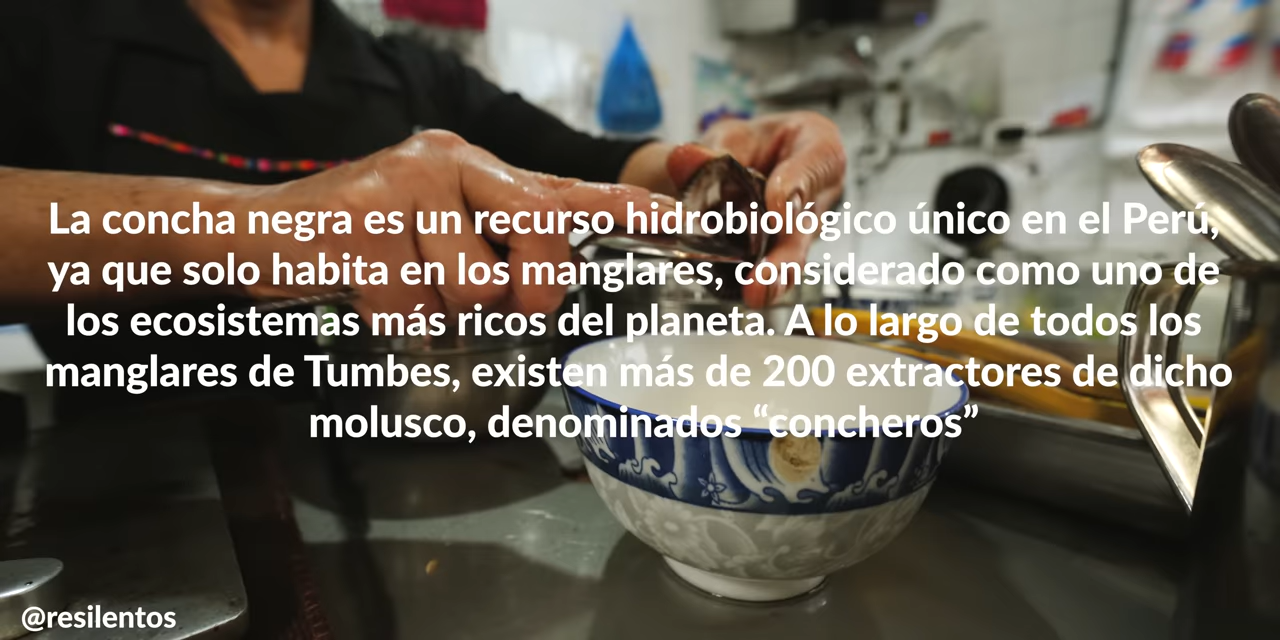 La concha negra es un recurso hidrobiológico único en el Perú,
ya que solo habita en los manglares, considerado como uno de
los ecosistemas más ricos del planeta. A lo largo de todos los
manglares de Tumbes, existen más de 200 extractores de dicho
molusco, denominados “concheros”
@resilentos